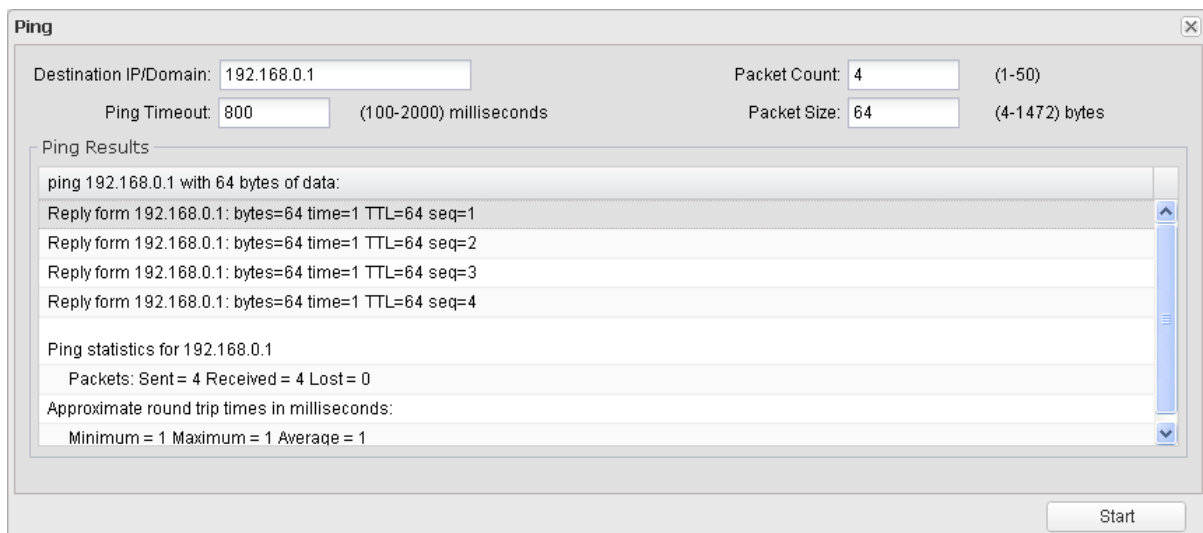 Ping
Destination IP/Domain: 192.168.0.1 Packet Count: 4 (1-50)
Ping Timeout: 800 (100-2000) milliseconds Packet Size: 64 (4-1472) bytes
Ping Results
ping 192.168.0.1 with 64 bytes of data:
Reply form 192.168.0.1: bytes=64 time=1 TTL=64 seq=1
Reply form 192.168.0.1: bytes=64 time=1 TTL=64 seq=2
Reply form 192.168.0.1: bytes=64 time=1 TTL=64 seq=3
Reply form 192.168.0.1: bytes=64 time=1 TTL=64 seq=4
Ping statistics for 192.168.0.1
Packets: Sent = 4 Received = 4 Lost = 0
Approximate round trip times in milliseconds:
Minimum = 1 Maximum = 1 Average = 1
Start